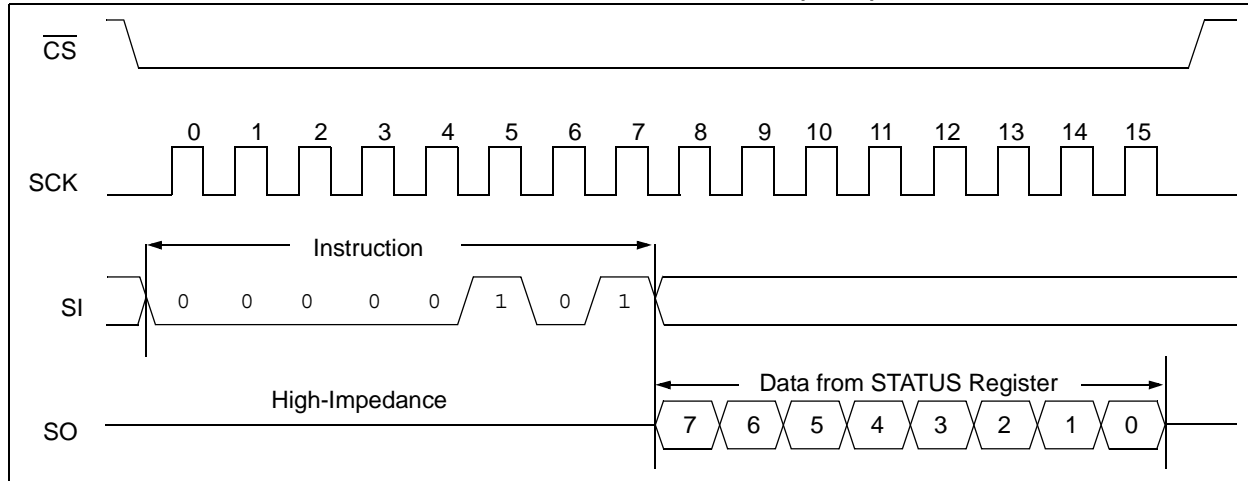 CS
0 1 2 3 4 5 6 7 8 9 10 11 12 13 14 15
SCK
Instruction
SI 0 0 0 0 0 1 0 1
Data from STATUS Register
High-Impedance
SO 7 6 5 4 3 2 1 0